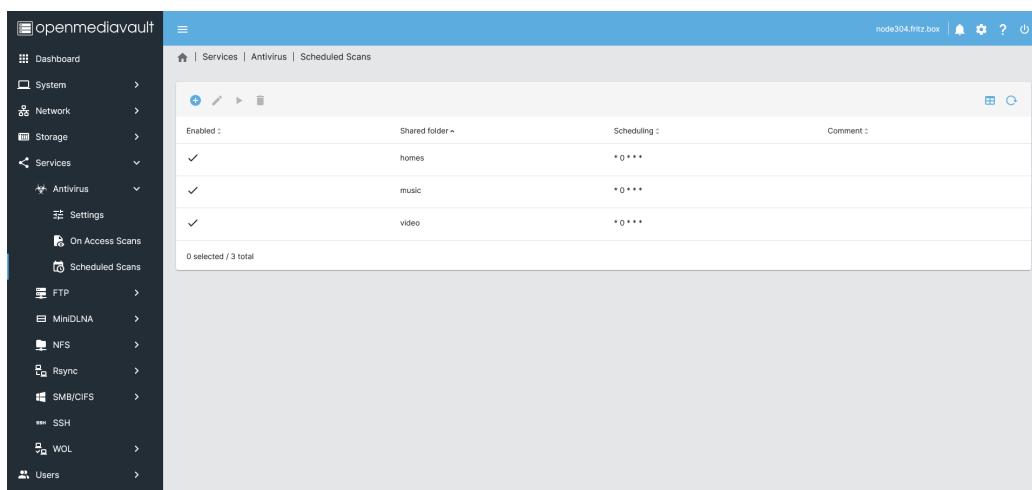 openmediavault
node304.fritz.box
Dashboard
System
Network
Storage
Services
Antivirus
Settings
On Access Scans
Scheduled Scans
FTP
MiniDLNA
NFS
Rsync
SMB/CIFS
SSH SSH
WOL
Users
Services | Antivirus | Scheduled Scans
Enabled Shared folder Scheduling Comment
homes * 0 * * *
music * 0 * * *
video * 0 * * *
0 selected / 3 total